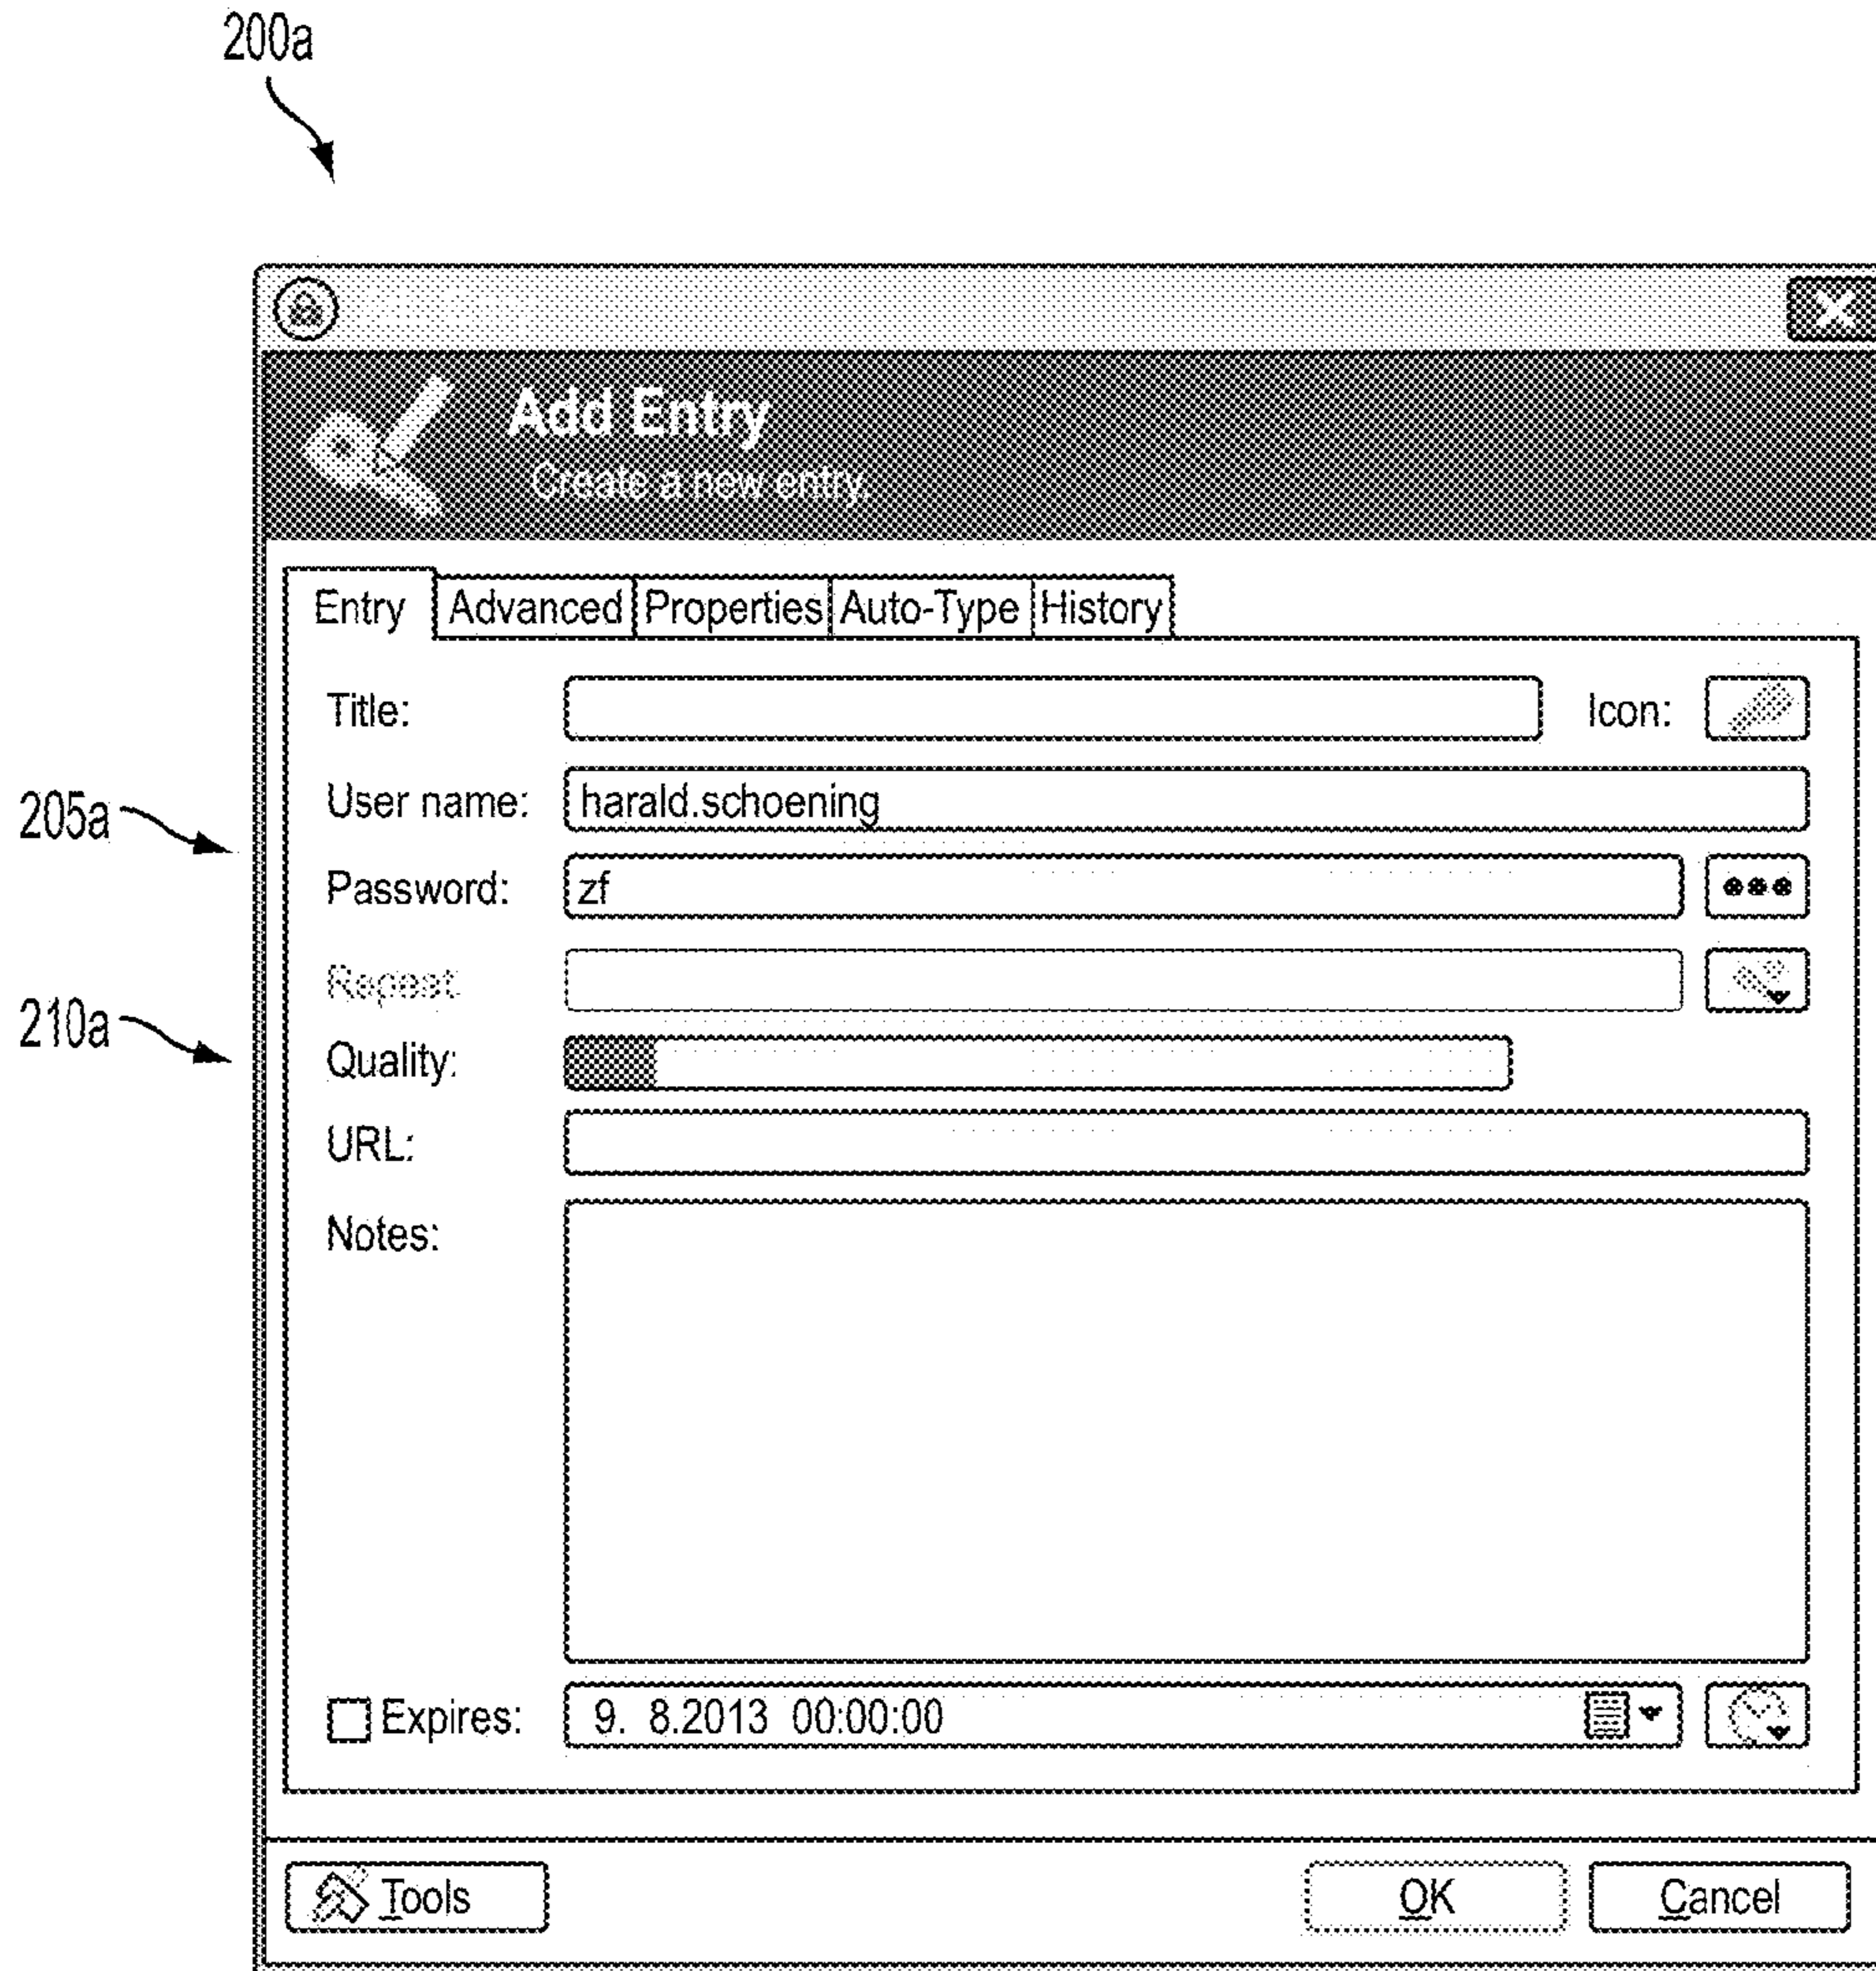 200a
Add Entry
Create a new entry.
Entry Advanced Properties Auto-Type History
Title: Icon:
User name: harald.schoening
205a
Password: zf
Repeat:
210a
Quality:
URL:
Notes:
Expires: 9. 8.2013 00:00:00
Tools OK Cancel